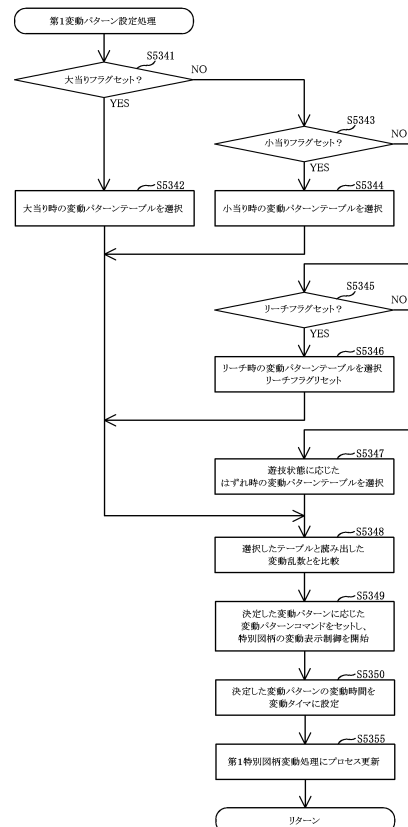 第1変動パターン設定処理
S5341
大当りフラグセット?
NO
YES
S5343
小当りフラグセット?
NO
YES
S5342
大当り時の変動パターンテーブルを選択
S5344
小当り時の変動パターンテーブルを選択
S5345
リーチフラグセット?
NO
YES
S5346
リーチ時の変動パターンテーブルを選択
リーチフラグリセット
S5347
遊技状態に応じた
はずれ時の変動パターンテーブルを選択
S5348
選択したテーブルと読み出した
変動乱数とを比較
S5349
決定した変動パターンに応じた
変動パターンコマンドをセットし、
特別図柄の変動表示制御を開始
S5350
決定した変動パターンの変動時間を
変動タイマに設定
S5355
第1特別図柄変動処理にプロセス更新
リターン